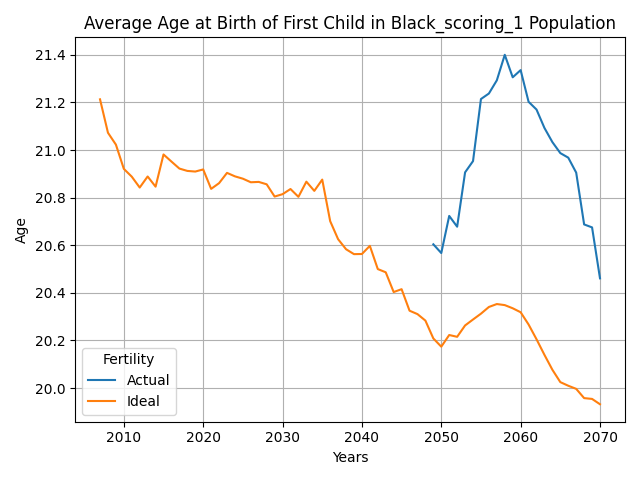 Average Age at Birth of First Child in Black_scoring_1 Population
Age
21.4
21.2
21.0
20.8
20.6
20.4
20.2
20.0
Fertility
Actual
Ideal
2010 2020 2030 2040 2050 2060 2070
Years